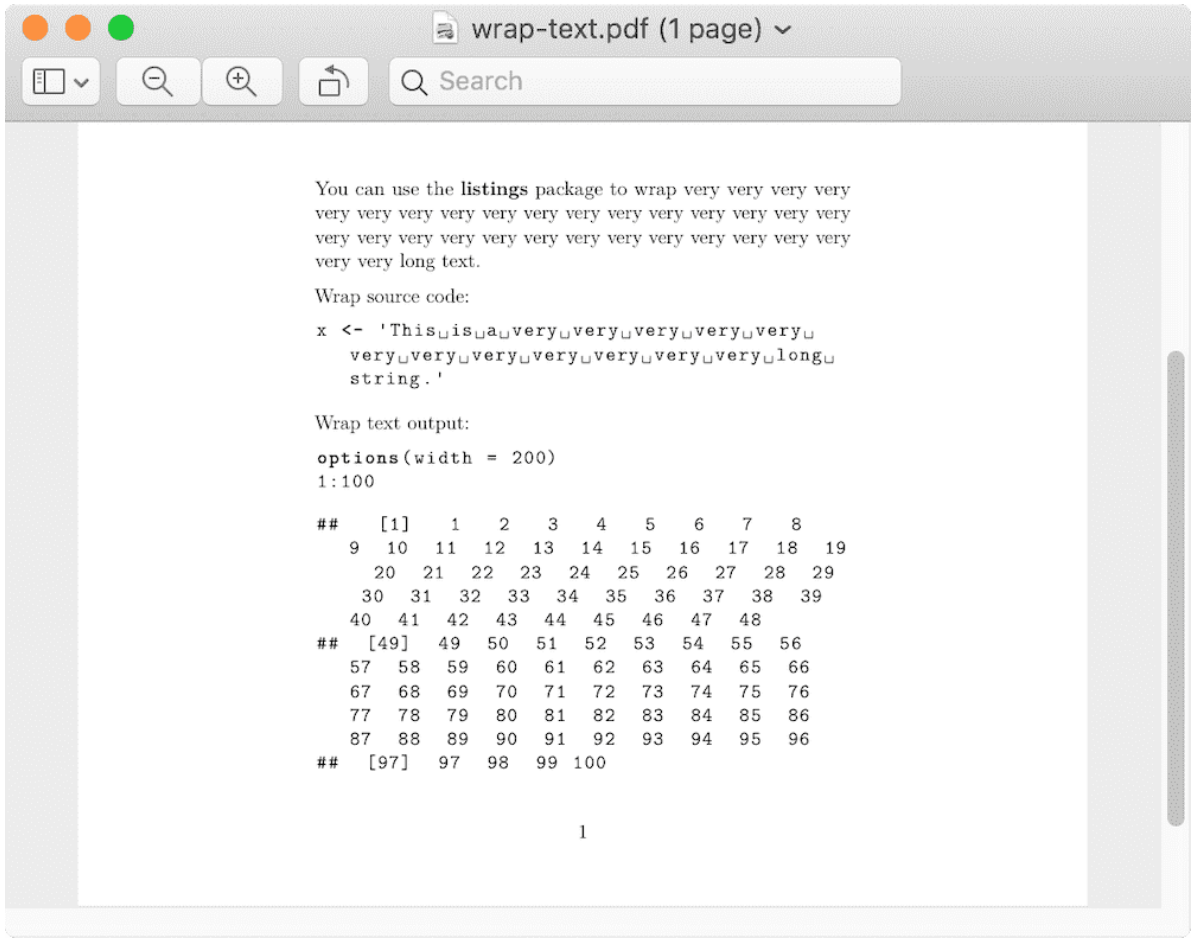 wrap-text.pdf (1 page)
Search
You can use the listings package to wrap very very very very
very very very very very very very very very very very very very
very very very very very very very very very very very very very
very very long text.
Wrap source code:
x <- 'This␣is␣a␣very␣very␣very␣very␣very␣
very␣very␣very␣very␣very␣very␣very␣long␣
string.'
Wrap text output:
options(width = 200)
1:100
## [1] 1 2 3 4 5 6 7 8
9 10 11 12 13 14 15 16 17 18 19
20 21 22 23 24 25 26 27 28 29
30 31 32 33 34 35 36 37 38 39
40 41 42 43 44 45 46 47 48
## [49] 49 50 51 52 53 54 55 56
57 58 59 60 61 62 63 64 65 66
67 68 69 70 71 72 73 74 75 76
77 78 79 80 81 82 83 84 85 86
87 88 89 90 91 92 93 94 95 96
## [97] 97 98 99 100
1